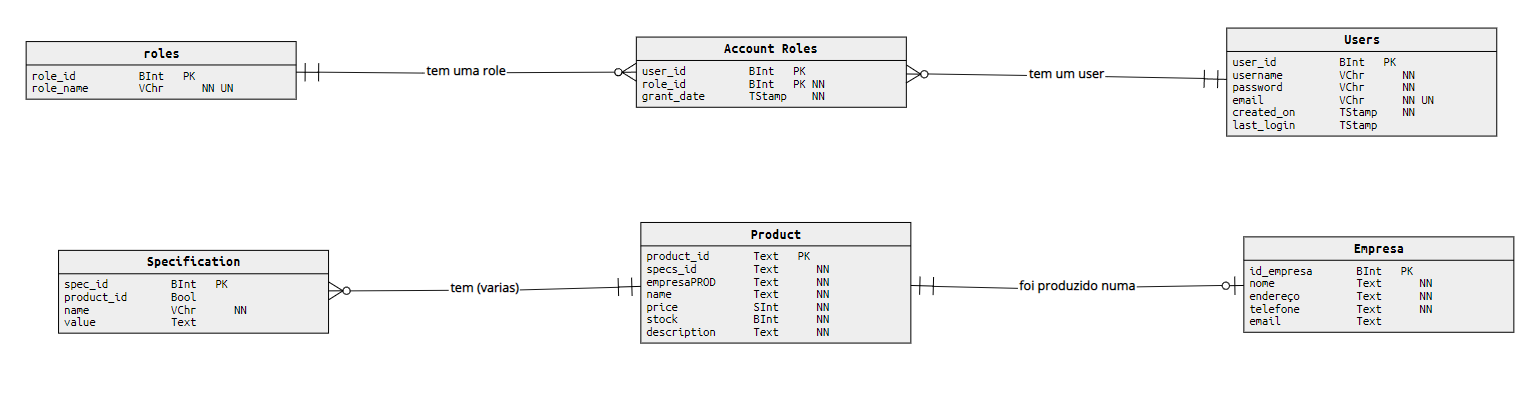 roles
role_id BInt PK
role_name VChr NN UN
tem uma role
Account Roles
user_id BInt PK
role_id BInt PK NN
grant_date TStamp NN
tem um user
Users
user_id BInt PK
username VChr NN
password VChr NN
email VChr NN UN
created_on TStamp NN
last_login TStamp
Specification
spec_id BInt PK
product_id Bool
name VChr NN
value Text
tem (varias)
Product
product_id Text PK
specs_id Text NN
empresaPROD Text NN
name Text NN
price SInt NN
stock BInt NN
description Text NN
foi produzido numa
Empresa
id_empresa BInt PK
nome Text NN
endereço Text NN
telefone Text NN
email Text